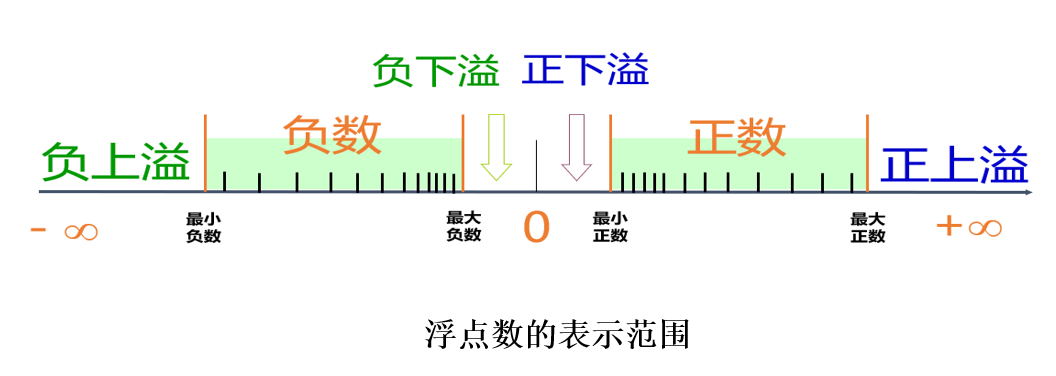 负下溢 正下溢
负数 正数
负上溢 正上溢
- ∞ 最小负数 最大负数 0 最小正数 最大正数 +∞
浮点数的表示范围